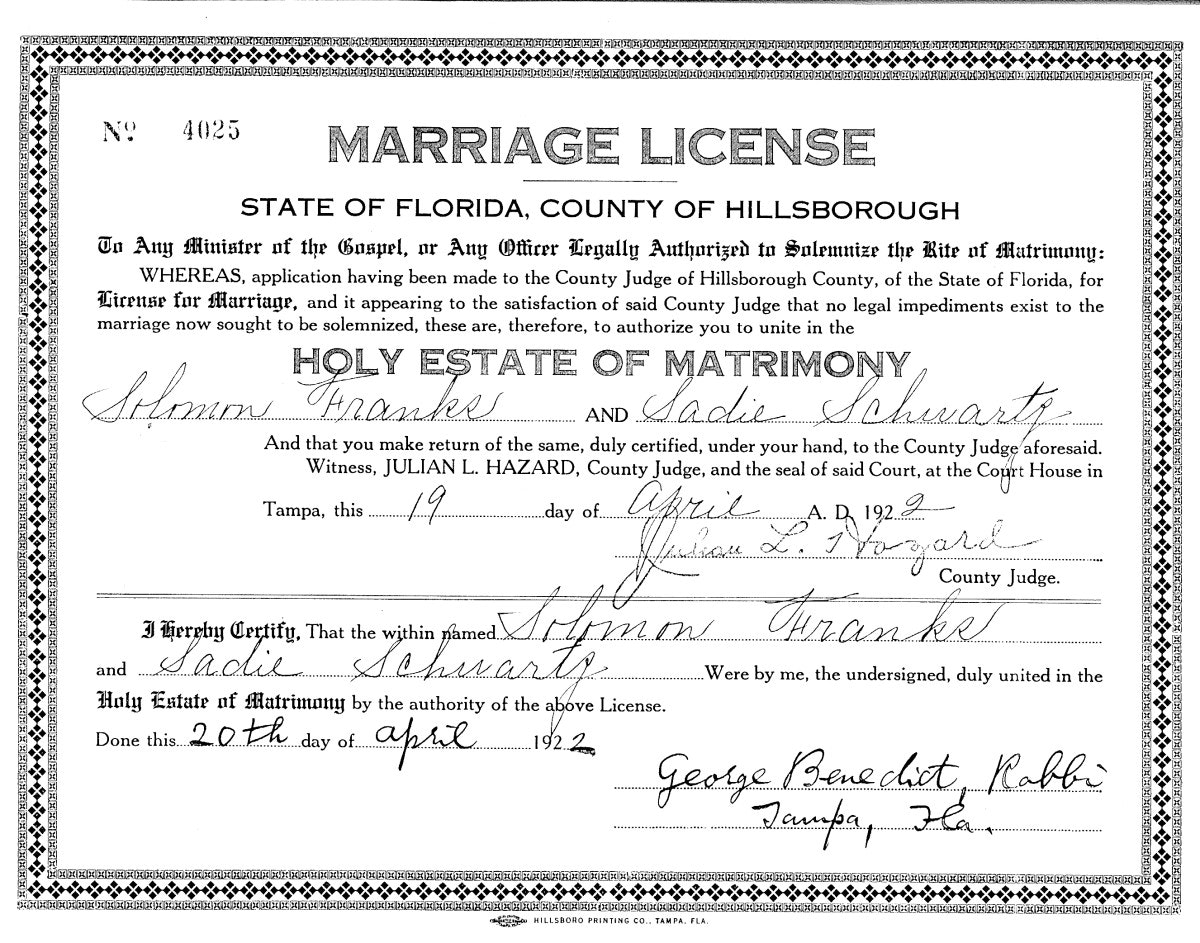 Nº 4025
MARRIAGE LICENSE
STATE OF FLORIDA, COUNTY OF HILLSBOROUGH
To Any Minister of the Gospel, or Any Officer Legally Authorized to Solemnize the Rite of Matrimony:
WHEREAS, application having been made to the County Judge of Hillsborough County, of the State of Florida, for
License for Marriage, and it appearing to the satisfaction of said County Judge that no legal impediments exist to the
marriage now sought to be solemnized, these are, therefore, to authorize you to unite in the
HOLY ESTATE OF MATRIMONY
Solomon Franks AND Sadie Schwartz
And that you make return of the same, duly certified, under your hand, to the County Judge aforesaid.
Witness, JULIAN L. HAZARD, County Judge, and the seal of said Court, at the Court House in
Tampa, this 19 day of April A. D. 1922
Julian L. Hazard
County Judge.
I Hereby Certify, That the within named Solomon Franks
and Sadie Schwartz Were by me, the undersigned, duly united in the
Holy Estate of Matrimony by the authority of the above License.
Done this 20th day of april 1922
George Benedict, Rabbi
Tampa, Fla.
HILLSBORO PRINTING CO., TAMPA, FLA.